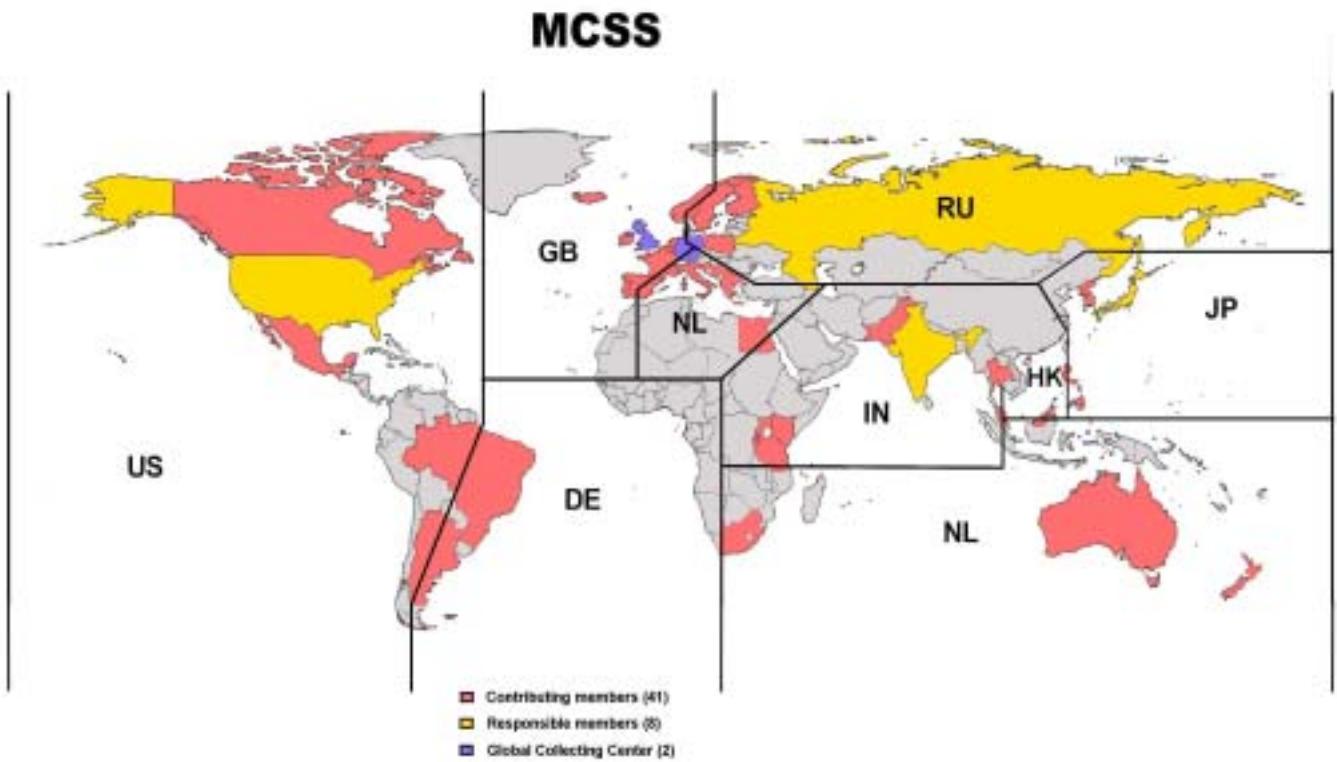 MCSS
RU
GB
JP
NL
HK
IN
US
DE
NL
Contributing members (41)
Responsible members (8)
Global Collecting Center (2)